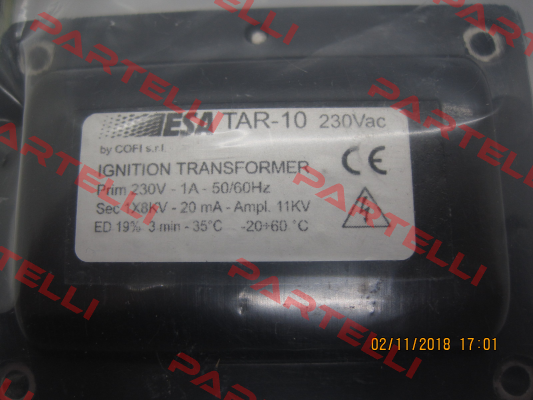 ESA TAR-10 230Vac
by COFI s.r.l.
IGNITION TRANSFORMER
Prim 230V - 1A - 50/60Hz
Sec 1X8KV - 20 mA - Ampl. 11KV
ED 19% 3 min - 35°C -20÷60 °C
CE
02/11/2018 17:01
PARTELLI
PARTELLI
PARTELLI
PARTELLI
PARTELLI
PARTELLI